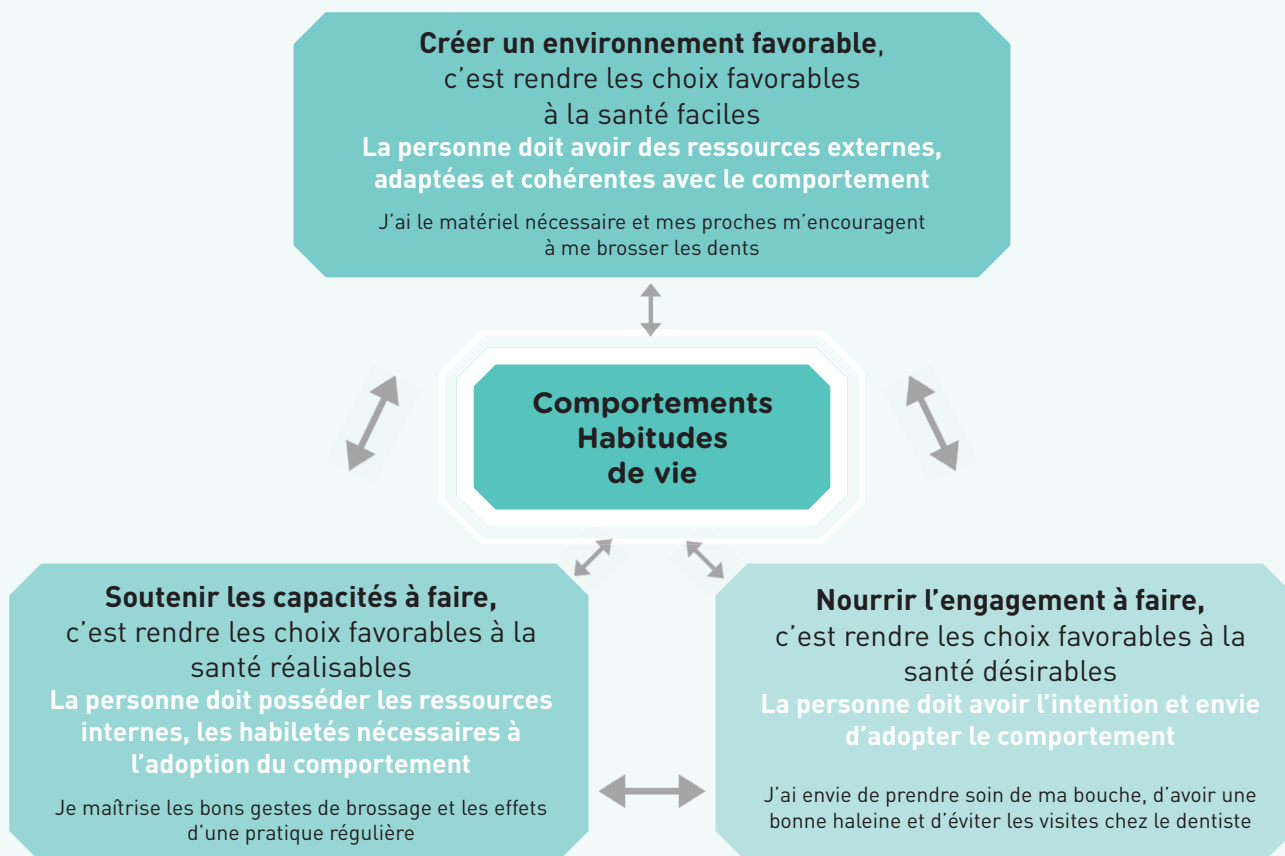 Créer un environnement favorable,
c’est rendre les choix favorables
à la santé faciles
La personne doit avoir des ressources externes,
adaptées et cohérentes avec le comportement
J’ai le matériel nécessaire et mes proches m’encouragent
à me brosser les dents
Comportements
Habitudes
de vie
Soutenir les capacités à faire,
c’est rendre les choix favorables à la
santé réalisables
La personne doit posséder les ressources
internes, les habiletés nécessaires à
l’adoption du comportement
Je maîtrise les bons gestes de brossage et les effets
d’une pratique régulière
Nourrir l’engagement à faire,
c’est rendre les choix favorables à la
santé désirables
La personne doit avoir l’intention et envie
d’adopter le comportement
J’ai envie de prendre soin de ma bouche, d’avoir une
bonne haleine et d’éviter les visites chez le dentiste